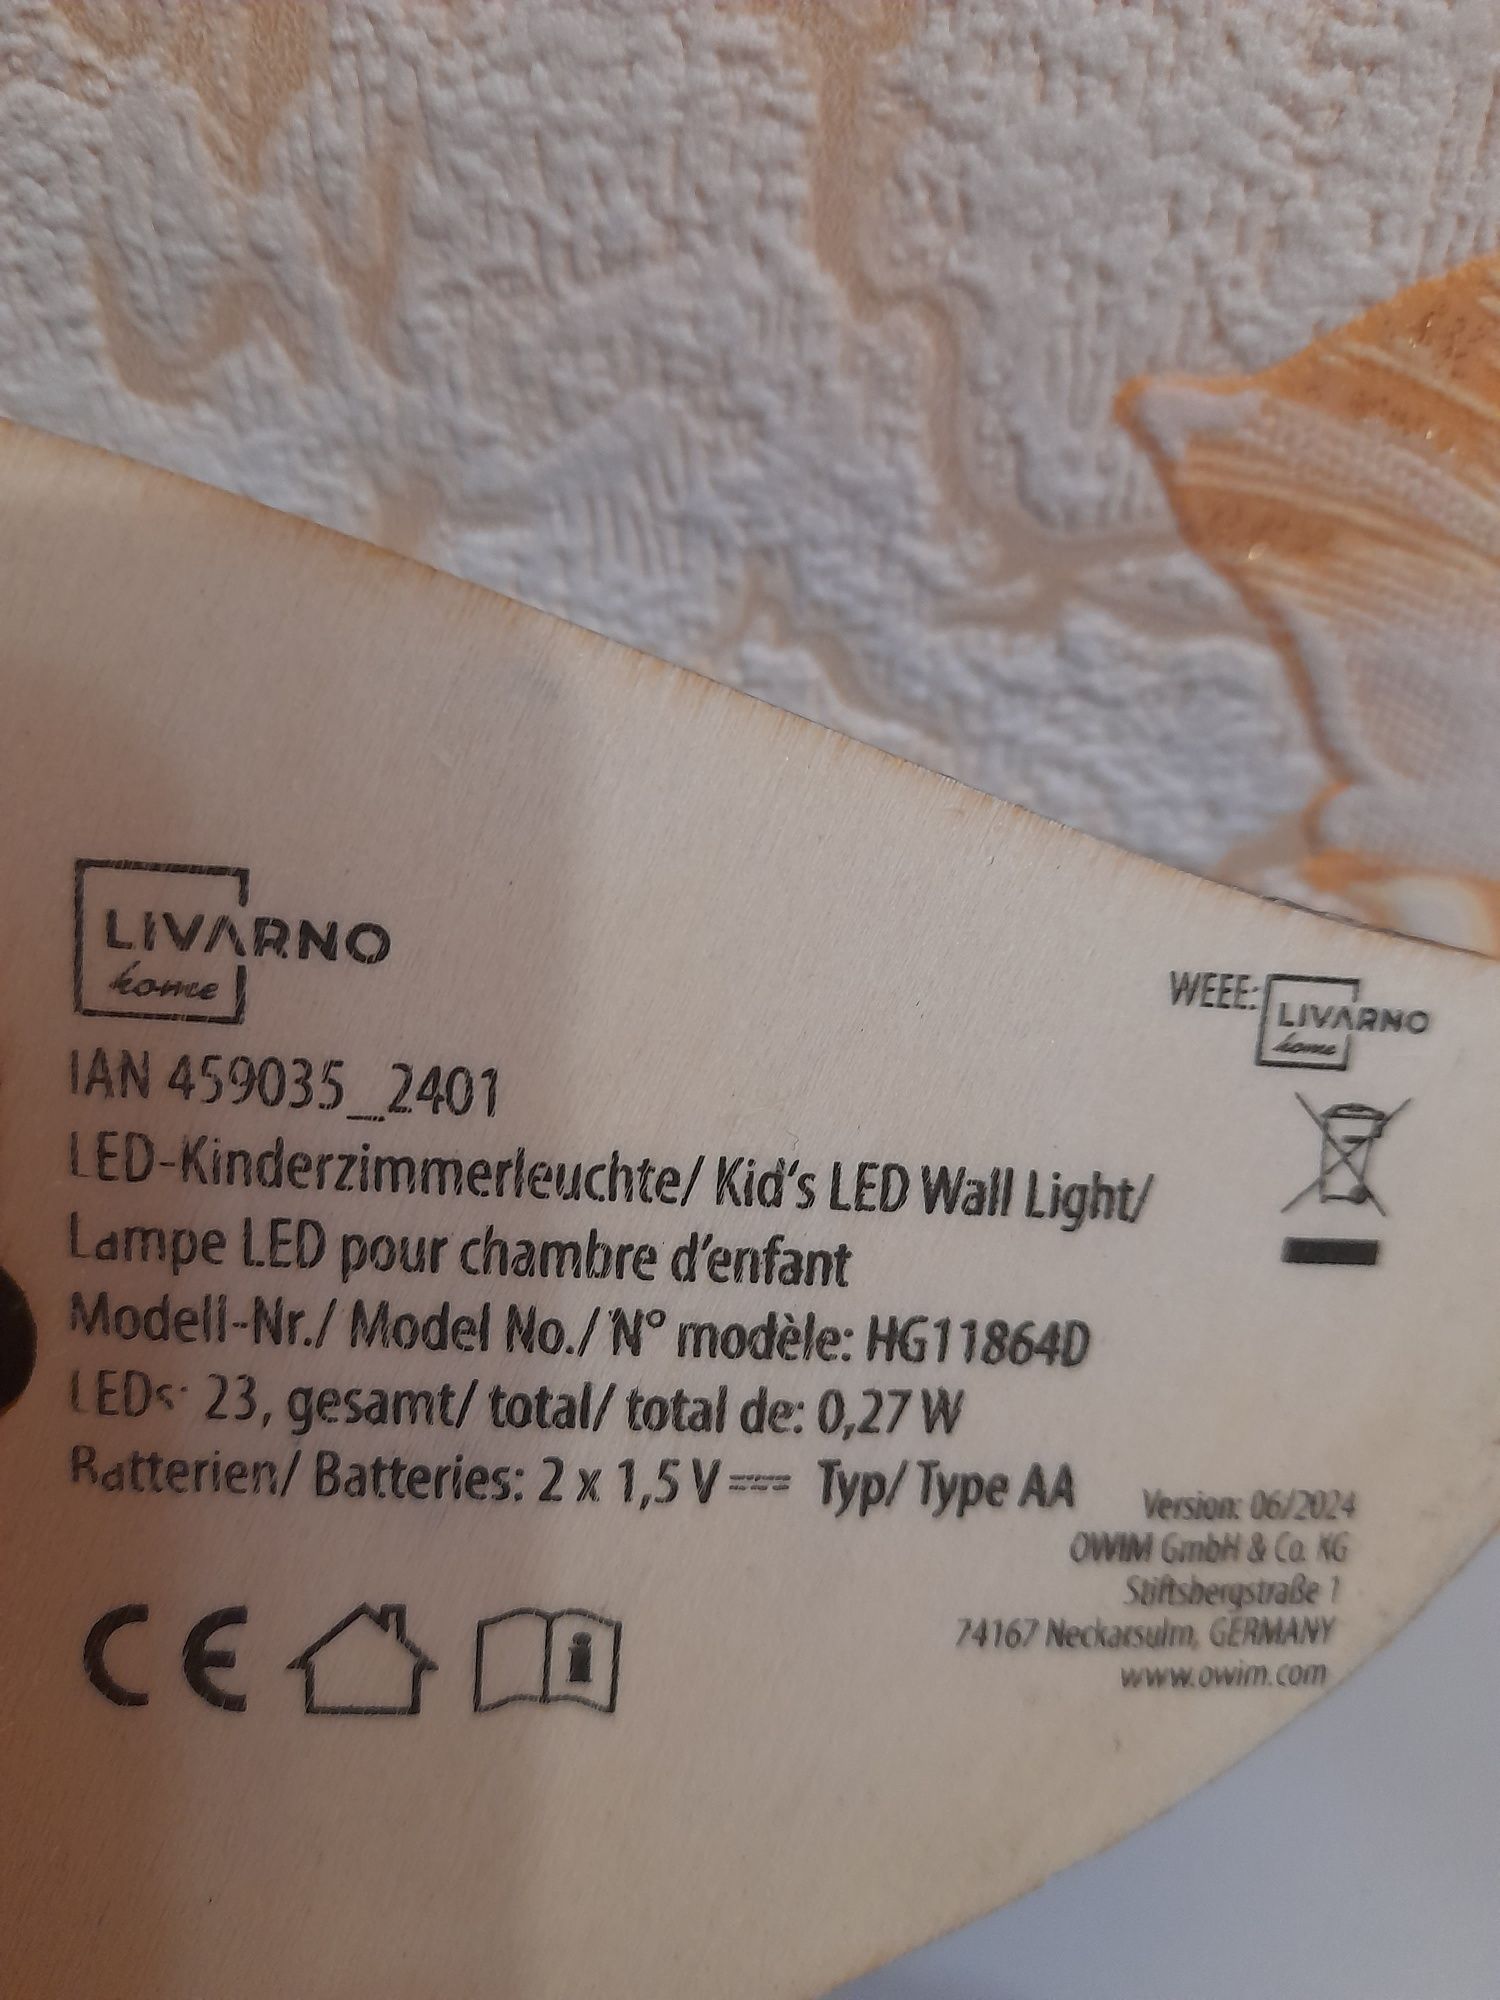 LIVARNO
home
IAN 459035_2401
LED-Kinderzimmerleuchte/ Kid's LED Wall Light/
Lampe LED pour chambre d'enfant
Modell-Nr./ Model No./ N° modèle: HG11864D
LEDs: 23, gesamt/ total/ total de: 0,27 W
Batterien/ Batteries: 2 x 1,5 V ⎓ Typ/ Type AA
CE
WEEE: LIVARNO
home
Version: 06/2024
OWIM GmbH & Co. KG
Stiftsbergstraße 1
74167 Neckarsulm, GERMANY
www.owim.com